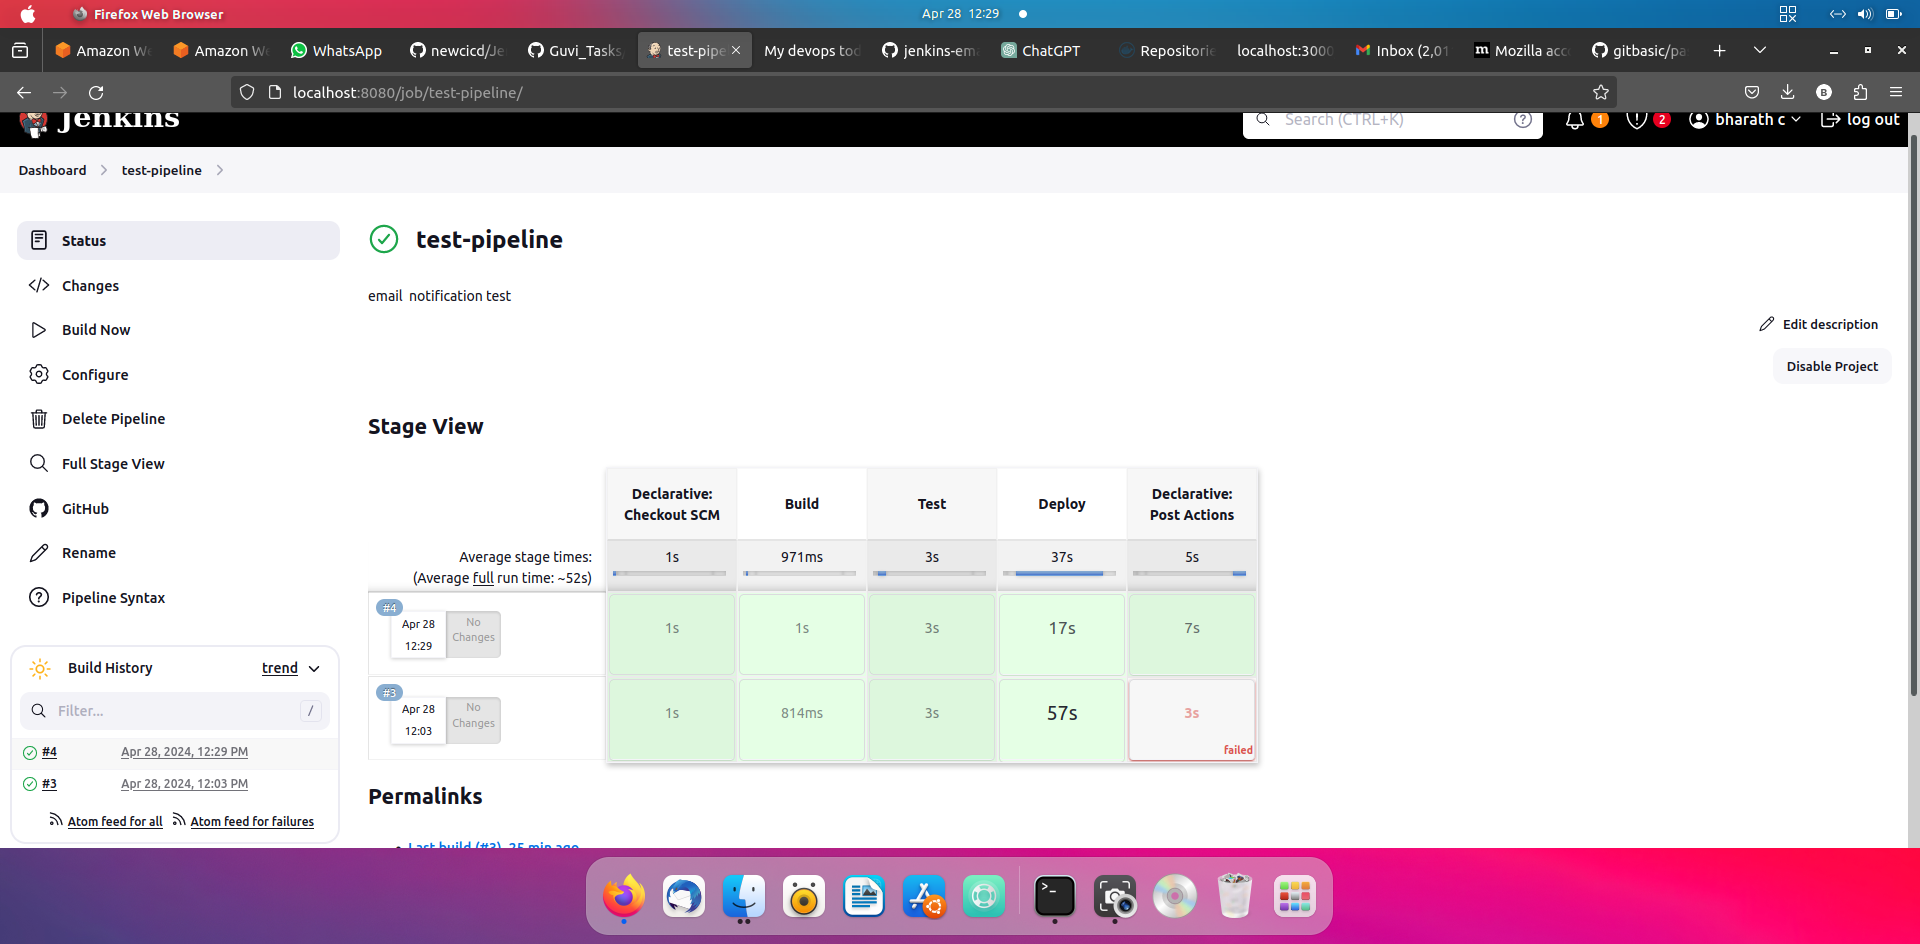 Firefox Web Browser
Apr 28 12:29
Amazon We
Amazon We
WhatsApp
newcicd/Je
Guvi_Tasks
test-pipe
My devops tod
jenkins-em
ChatGPT
Repositorie
localhost:3000
Inbox (2,01
Mozilla acc
gitbasic/pa
localhost:8080/job/test-pipeline/
B
Jenkins
Search (CTRL+K)
1
2
bharath c
log out
Dashboard
test-pipeline
Status
Changes
Build Now
Configure
Delete Pipeline
Full Stage View
GitHub
Rename
Pipeline Syntax
Build History
trend
Filter...
/
#4
Apr 28, 2024, 12:29 PM
#3
Apr 28, 2024, 12:03 PM
Atom feed for all
Atom feed for failures
test-pipeline
email notification test
Edit description
Disable Project
Stage View
Declarative: Checkout SCM
Build
Test
Deploy
Declarative: Post Actions
Average stage times:
(Average full run time: ~52s)
1s
971ms
3s
37s
5s
#4
Apr 28
12:29
No Changes
1s
1s
3s
17s
7s
#3
Apr 28
12:03
No Changes
1s
814ms
3s
57s
3s
failed
Permalinks
Last build (#3), 25 min ago